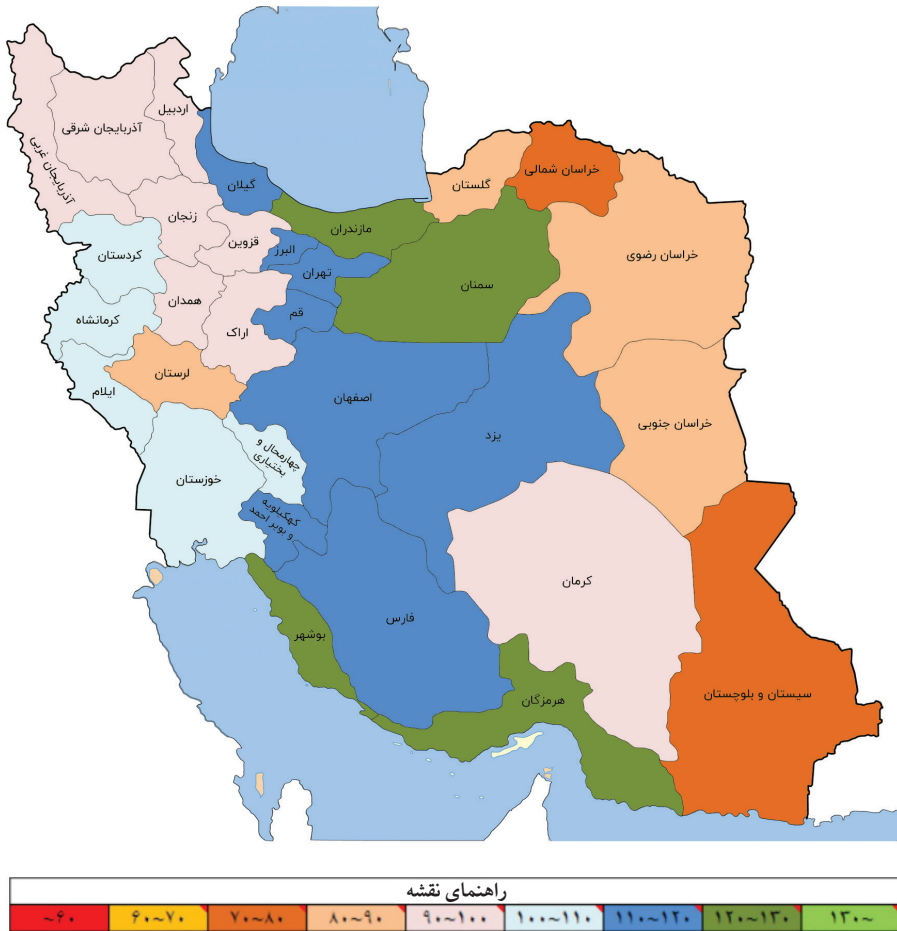 اردبیل
آذربایجان شرقی
آذربایجان غربی
گیلان
گلستان
خراسان شمالی
زنجان
مازندران
قزوین
البرز
خراسان رضوی
کردستان
تهران
سمنان
همدان
قم
کرمانشاه
اراک
لرستان
ایلام
اصفهان
خراسان جنوبی
یزد
چهارمحال و
بختیاری
خوزستان
کهکیلویه
و بویر احمد
کرمان
فارس
بوشهر
سیستان و بلوچستان
هرمزگان
راهنمای نقشه
~۶۰
۶۰~۷۰
۷۰~۸۰
۸۰~۹۰
۹۰~۱۰۰
۱۰۰~۱۱۰
۱۱۰~۱۲۰
۱۲۰~۱۳۰
۱۳۰~